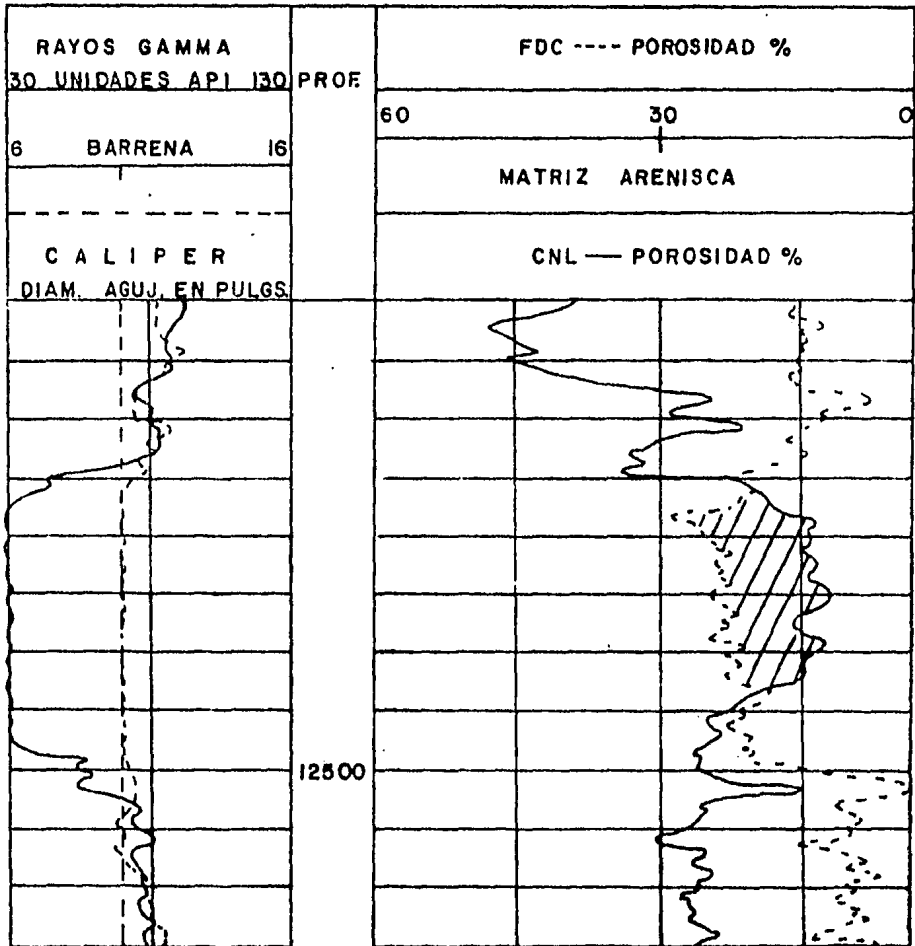 RAYOS GAMMA
30 UNIDADES API 130
PROF.
6 BARRENA 16
CALIPER
DIAM. AGUJ. EN PULGS.
FDC ---- POROSIDAD %
60 30 0
MATRIZ ARENISCA
CNL — POROSIDAD %
12500